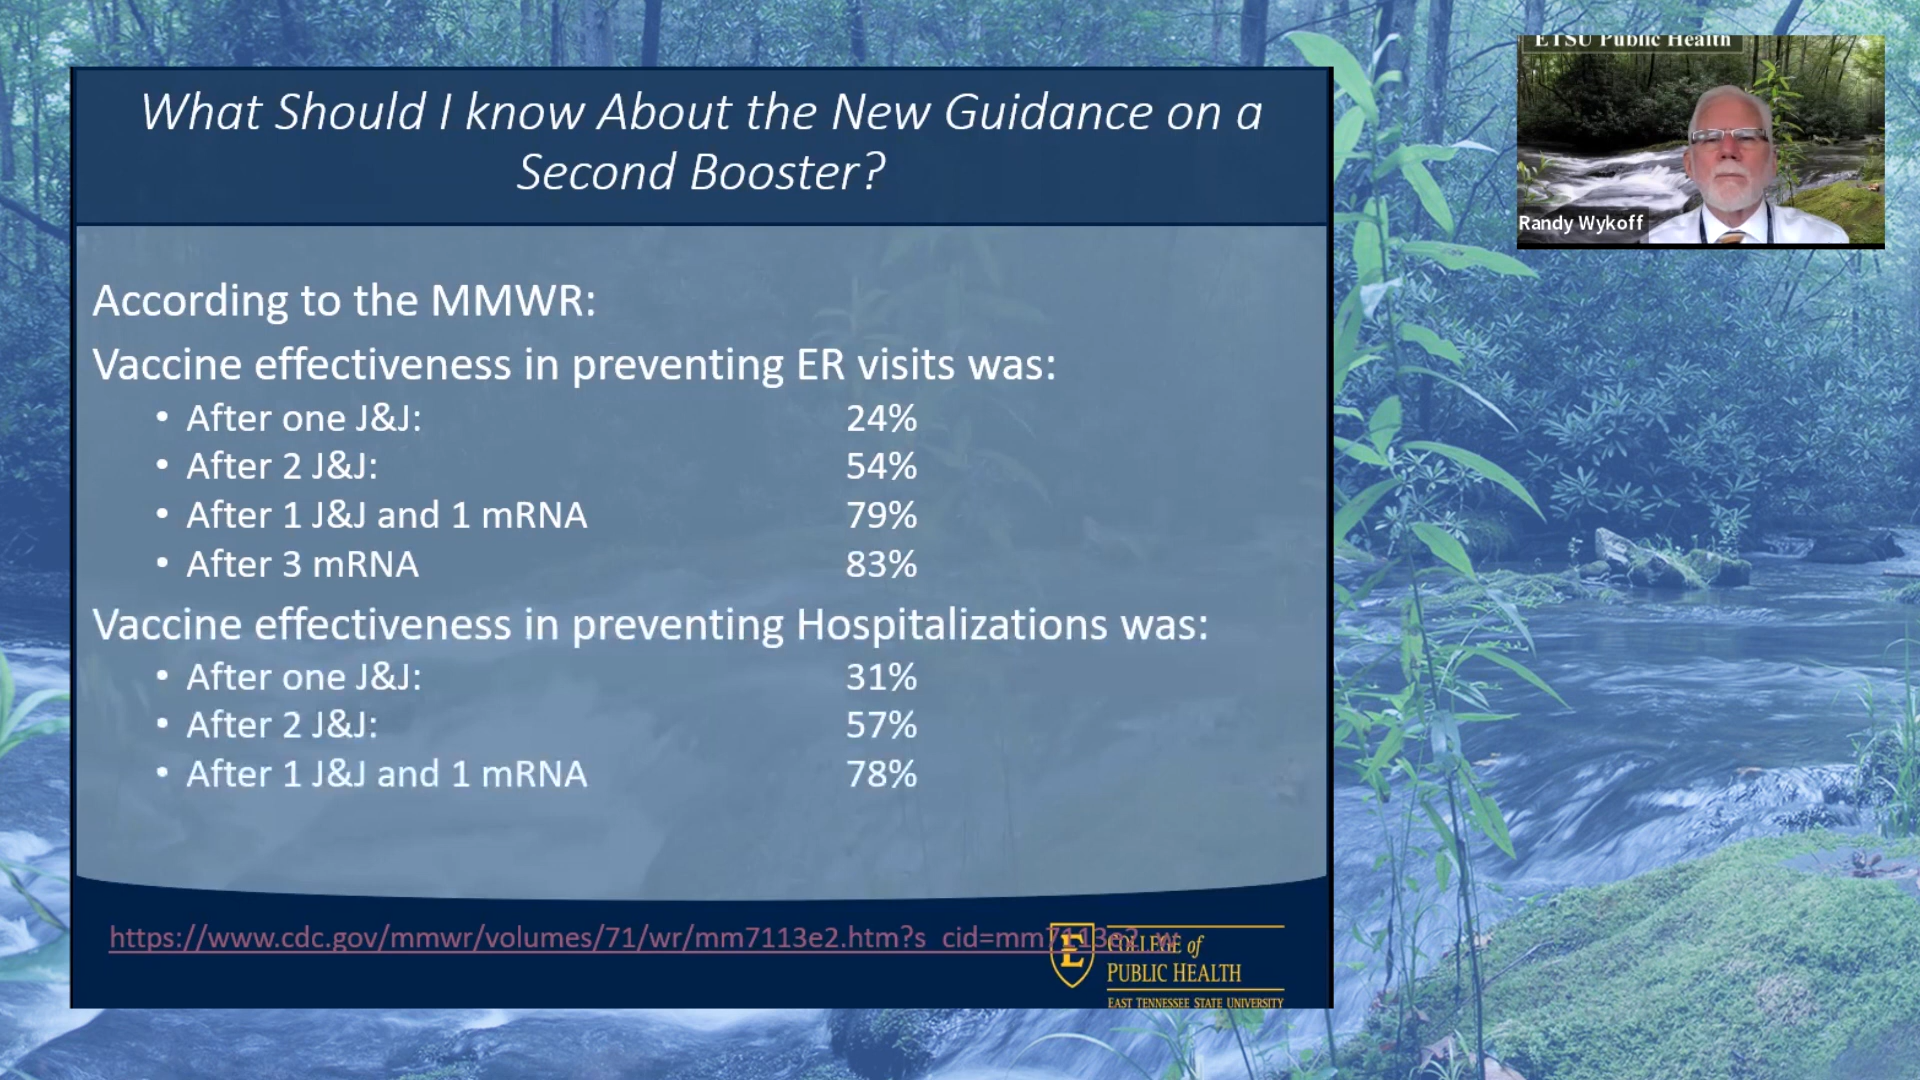 What Should I know About the New Guidance on a
Second Booster?
According to the MMWR:
Vaccine effectiveness in preventing ER visits was:
• After one J&J: 24%
• After 2 J&J: 54%
• After 1 J&J and 1 mRNA 79%
• After 3 mRNA 83%
Vaccine effectiveness in preventing Hospitalizations was:
• After one J&J: 31%
• After 2 J&J: 57%
• After 1 J&J and 1 mRNA 78%
https://www.cdc.gov/mmwr/volumes/71/wr/mm7113e2.htm?s_cid=mm7113e2_w
E
COLLEGE of
PUBLIC HEALTH
EAST TENNESSEE STATE UNIVERSITY
ETSU Public Health
Randy Wykoff